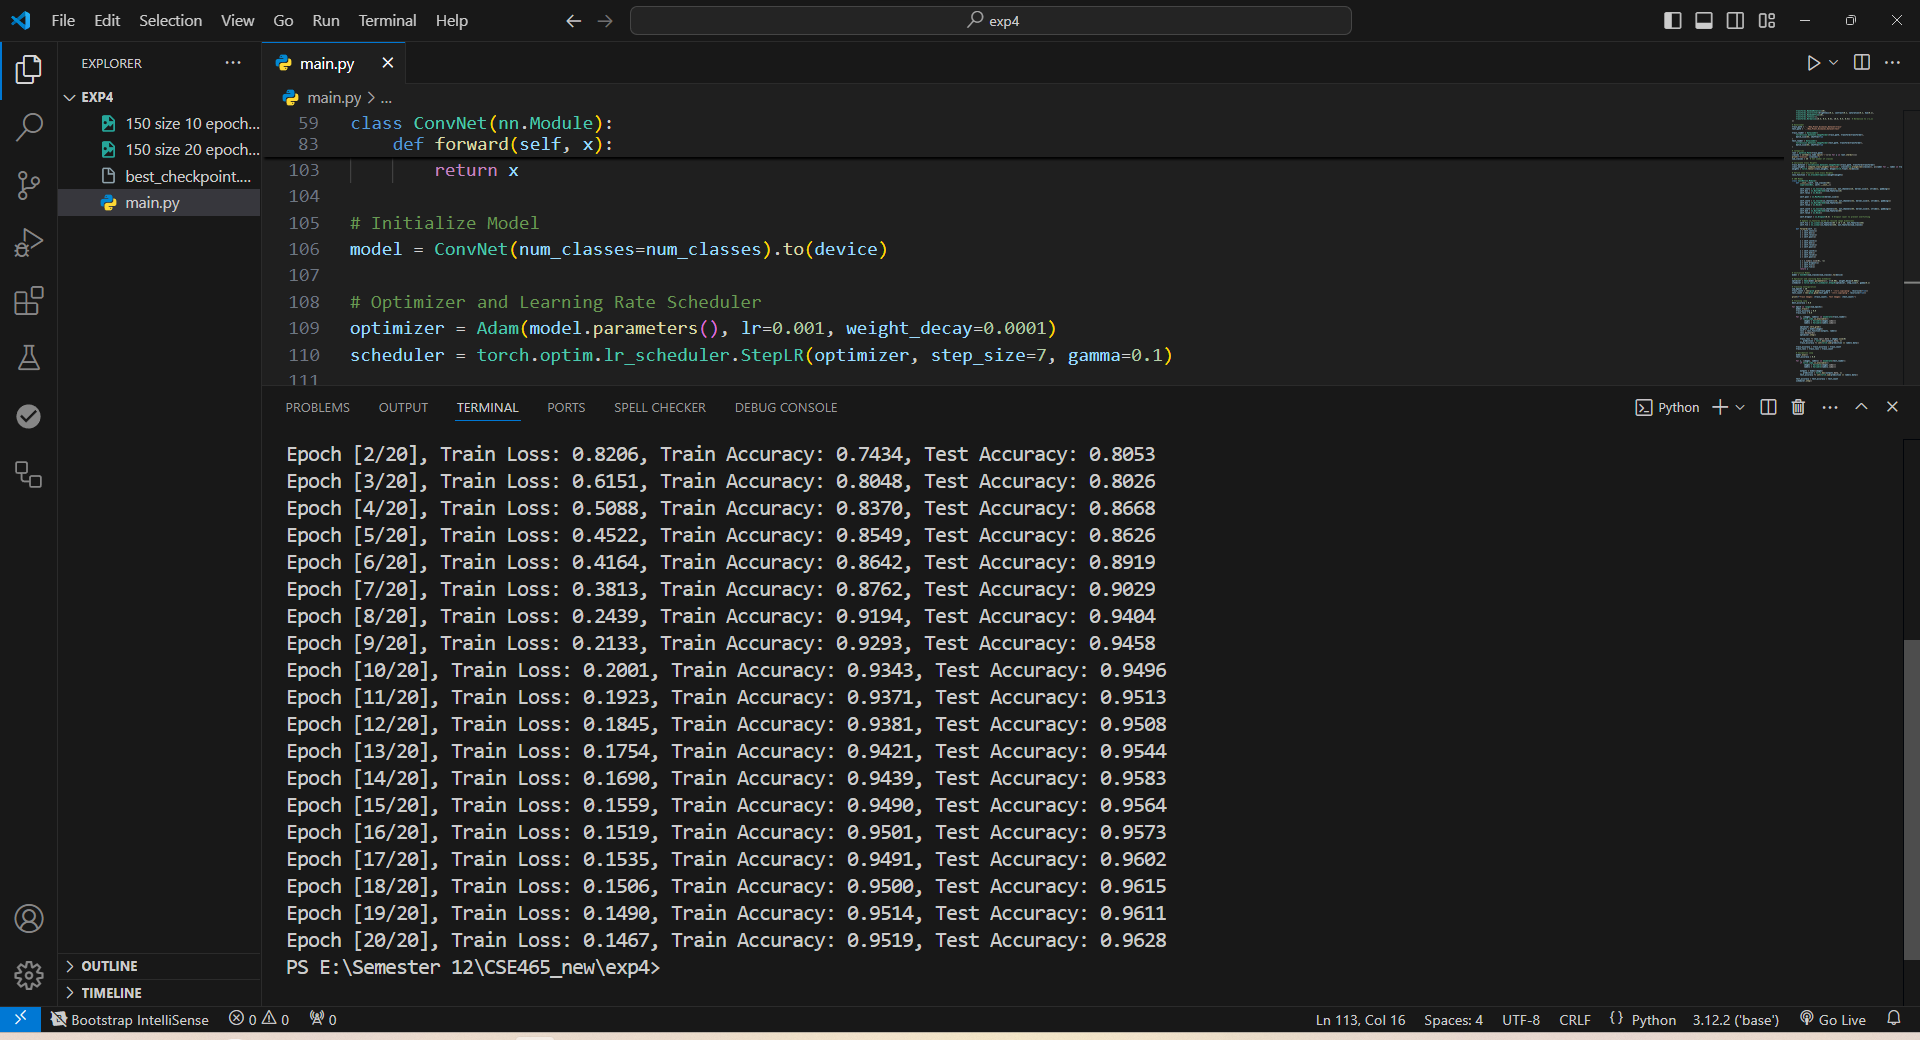 File Edit Selection View Go Run Terminal Help
exp4
EXPLORER
EXP4
150 size 10 epoch...
150 size 20 epoch...
best_checkpoint....
main.py
OUTLINE
TIMELINE
main.py
main.py > ...
59 class ConvNet(nn.Module):
83 def forward(self, x):
103 return x
104
105 # Initialize Model
106 model = ConvNet(num_classes=num_classes).to(device)
107
108 # Optimizer and Learning Rate Scheduler
109 optimizer = Adam(model.parameters(), lr=0.001, weight_decay=0.0001)
110 scheduler = torch.optim.lr_scheduler.StepLR(optimizer, step_size=7, gamma=0.1)
111
PROBLEMS OUTPUT TERMINAL PORTS SPELL CHECKER DEBUG CONSOLE
Python
Epoch [2/20], Train Loss: 0.8206, Train Accuracy: 0.7434, Test Accuracy: 0.8053
Epoch [3/20], Train Loss: 0.6151, Train Accuracy: 0.8048, Test Accuracy: 0.8026
Epoch [4/20], Train Loss: 0.5088, Train Accuracy: 0.8370, Test Accuracy: 0.8668
Epoch [5/20], Train Loss: 0.4522, Train Accuracy: 0.8549, Test Accuracy: 0.8626
Epoch [6/20], Train Loss: 0.4164, Train Accuracy: 0.8642, Test Accuracy: 0.8919
Epoch [7/20], Train Loss: 0.3813, Train Accuracy: 0.8762, Test Accuracy: 0.9029
Epoch [8/20], Train Loss: 0.2439, Train Accuracy: 0.9194, Test Accuracy: 0.9404
Epoch [9/20], Train Loss: 0.2133, Train Accuracy: 0.9293, Test Accuracy: 0.9458
Epoch [10/20], Train Loss: 0.2001, Train Accuracy: 0.9343, Test Accuracy: 0.9496
Epoch [11/20], Train Loss: 0.1923, Train Accuracy: 0.9371, Test Accuracy: 0.9513
Epoch [12/20], Train Loss: 0.1845, Train Accuracy: 0.9381, Test Accuracy: 0.9508
Epoch [13/20], Train Loss: 0.1754, Train Accuracy: 0.9421, Test Accuracy: 0.9544
Epoch [14/20], Train Loss: 0.1690, Train Accuracy: 0.9439, Test Accuracy: 0.9583
Epoch [15/20], Train Loss: 0.1559, Train Accuracy: 0.9490, Test Accuracy: 0.9564
Epoch [16/20], Train Loss: 0.1519, Train Accuracy: 0.9501, Test Accuracy: 0.9573
Epoch [17/20], Train Loss: 0.1535, Train Accuracy: 0.9491, Test Accuracy: 0.9602
Epoch [18/20], Train Loss: 0.1506, Train Accuracy: 0.9500, Test Accuracy: 0.9615
Epoch [19/20], Train Loss: 0.1490, Train Accuracy: 0.9514, Test Accuracy: 0.9611
Epoch [20/20], Train Loss: 0.1467, Train Accuracy: 0.9519, Test Accuracy: 0.9628
PS E:\Semester 12\CSE465_new\exp4>
Bootstrap IntelliSense 0 0 0 Ln 113, Col 16 Spaces: 4 UTF-8 CRLF { } Python 3.12.2 ('base') Go Live